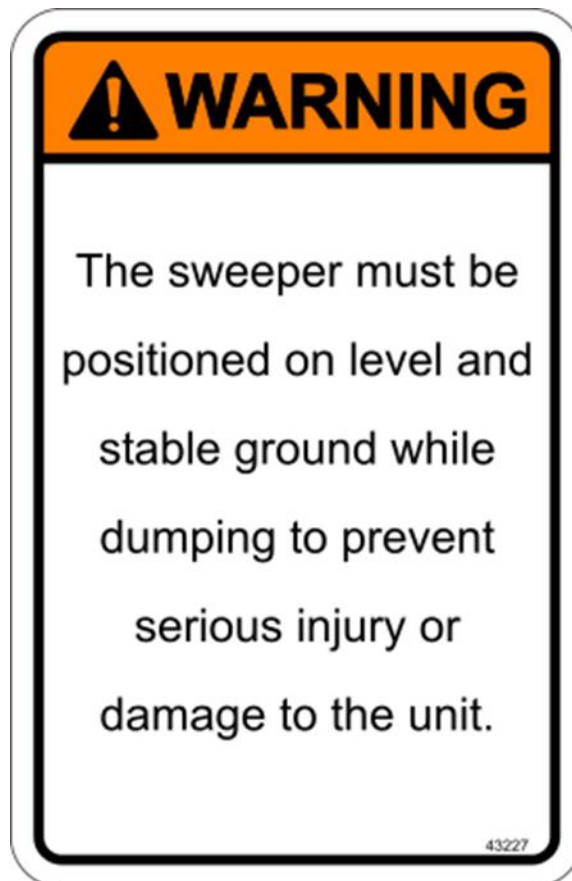 WARNING
The sweeper must be
positioned on level and
stable ground while
dumping to prevent
serious injury or
damage to the unit.
43227